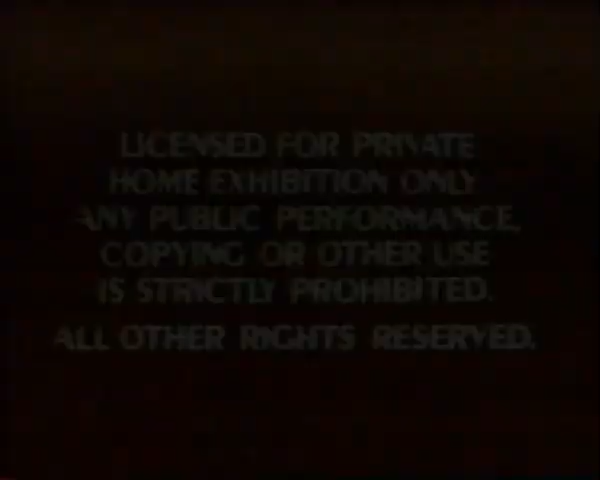 LICENSED FOR PRIVATE
HOME EXHIBITION ONLY
ANY PUBLIC PERFORMANCE,
COPYING OR OTHER USE
IS STRICTLY PROHIBITED.
ALL OTHER RIGHTS RESERVED.